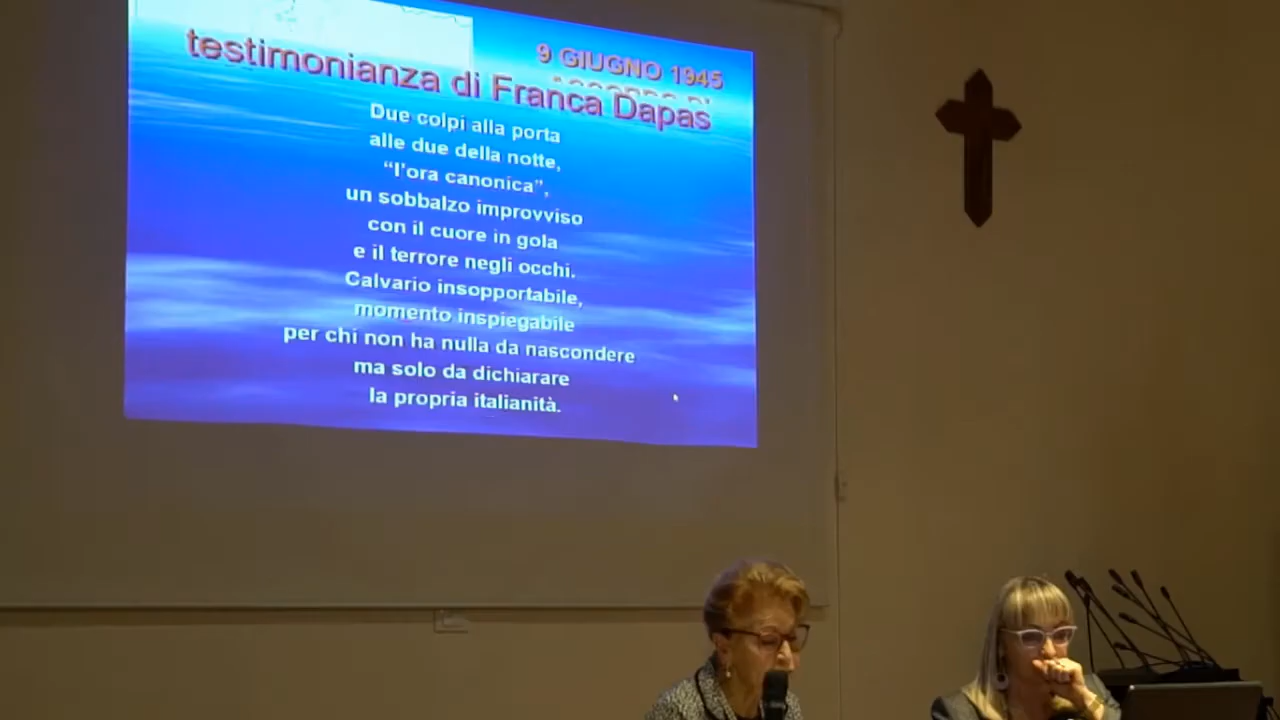 9 GIUGNO 1945
testimonianza di Franca Dapas
Due colpi alla porta
alle due della notte,
“l’ora canonica”,
un sobbalzo improvviso
con il cuore in gola
e il terrore negli occhi.
Calvario insopportabile,
momento inspiegabile
per chi non ha nulla da nascondere
ma solo da dichiarare
la propria italianità.